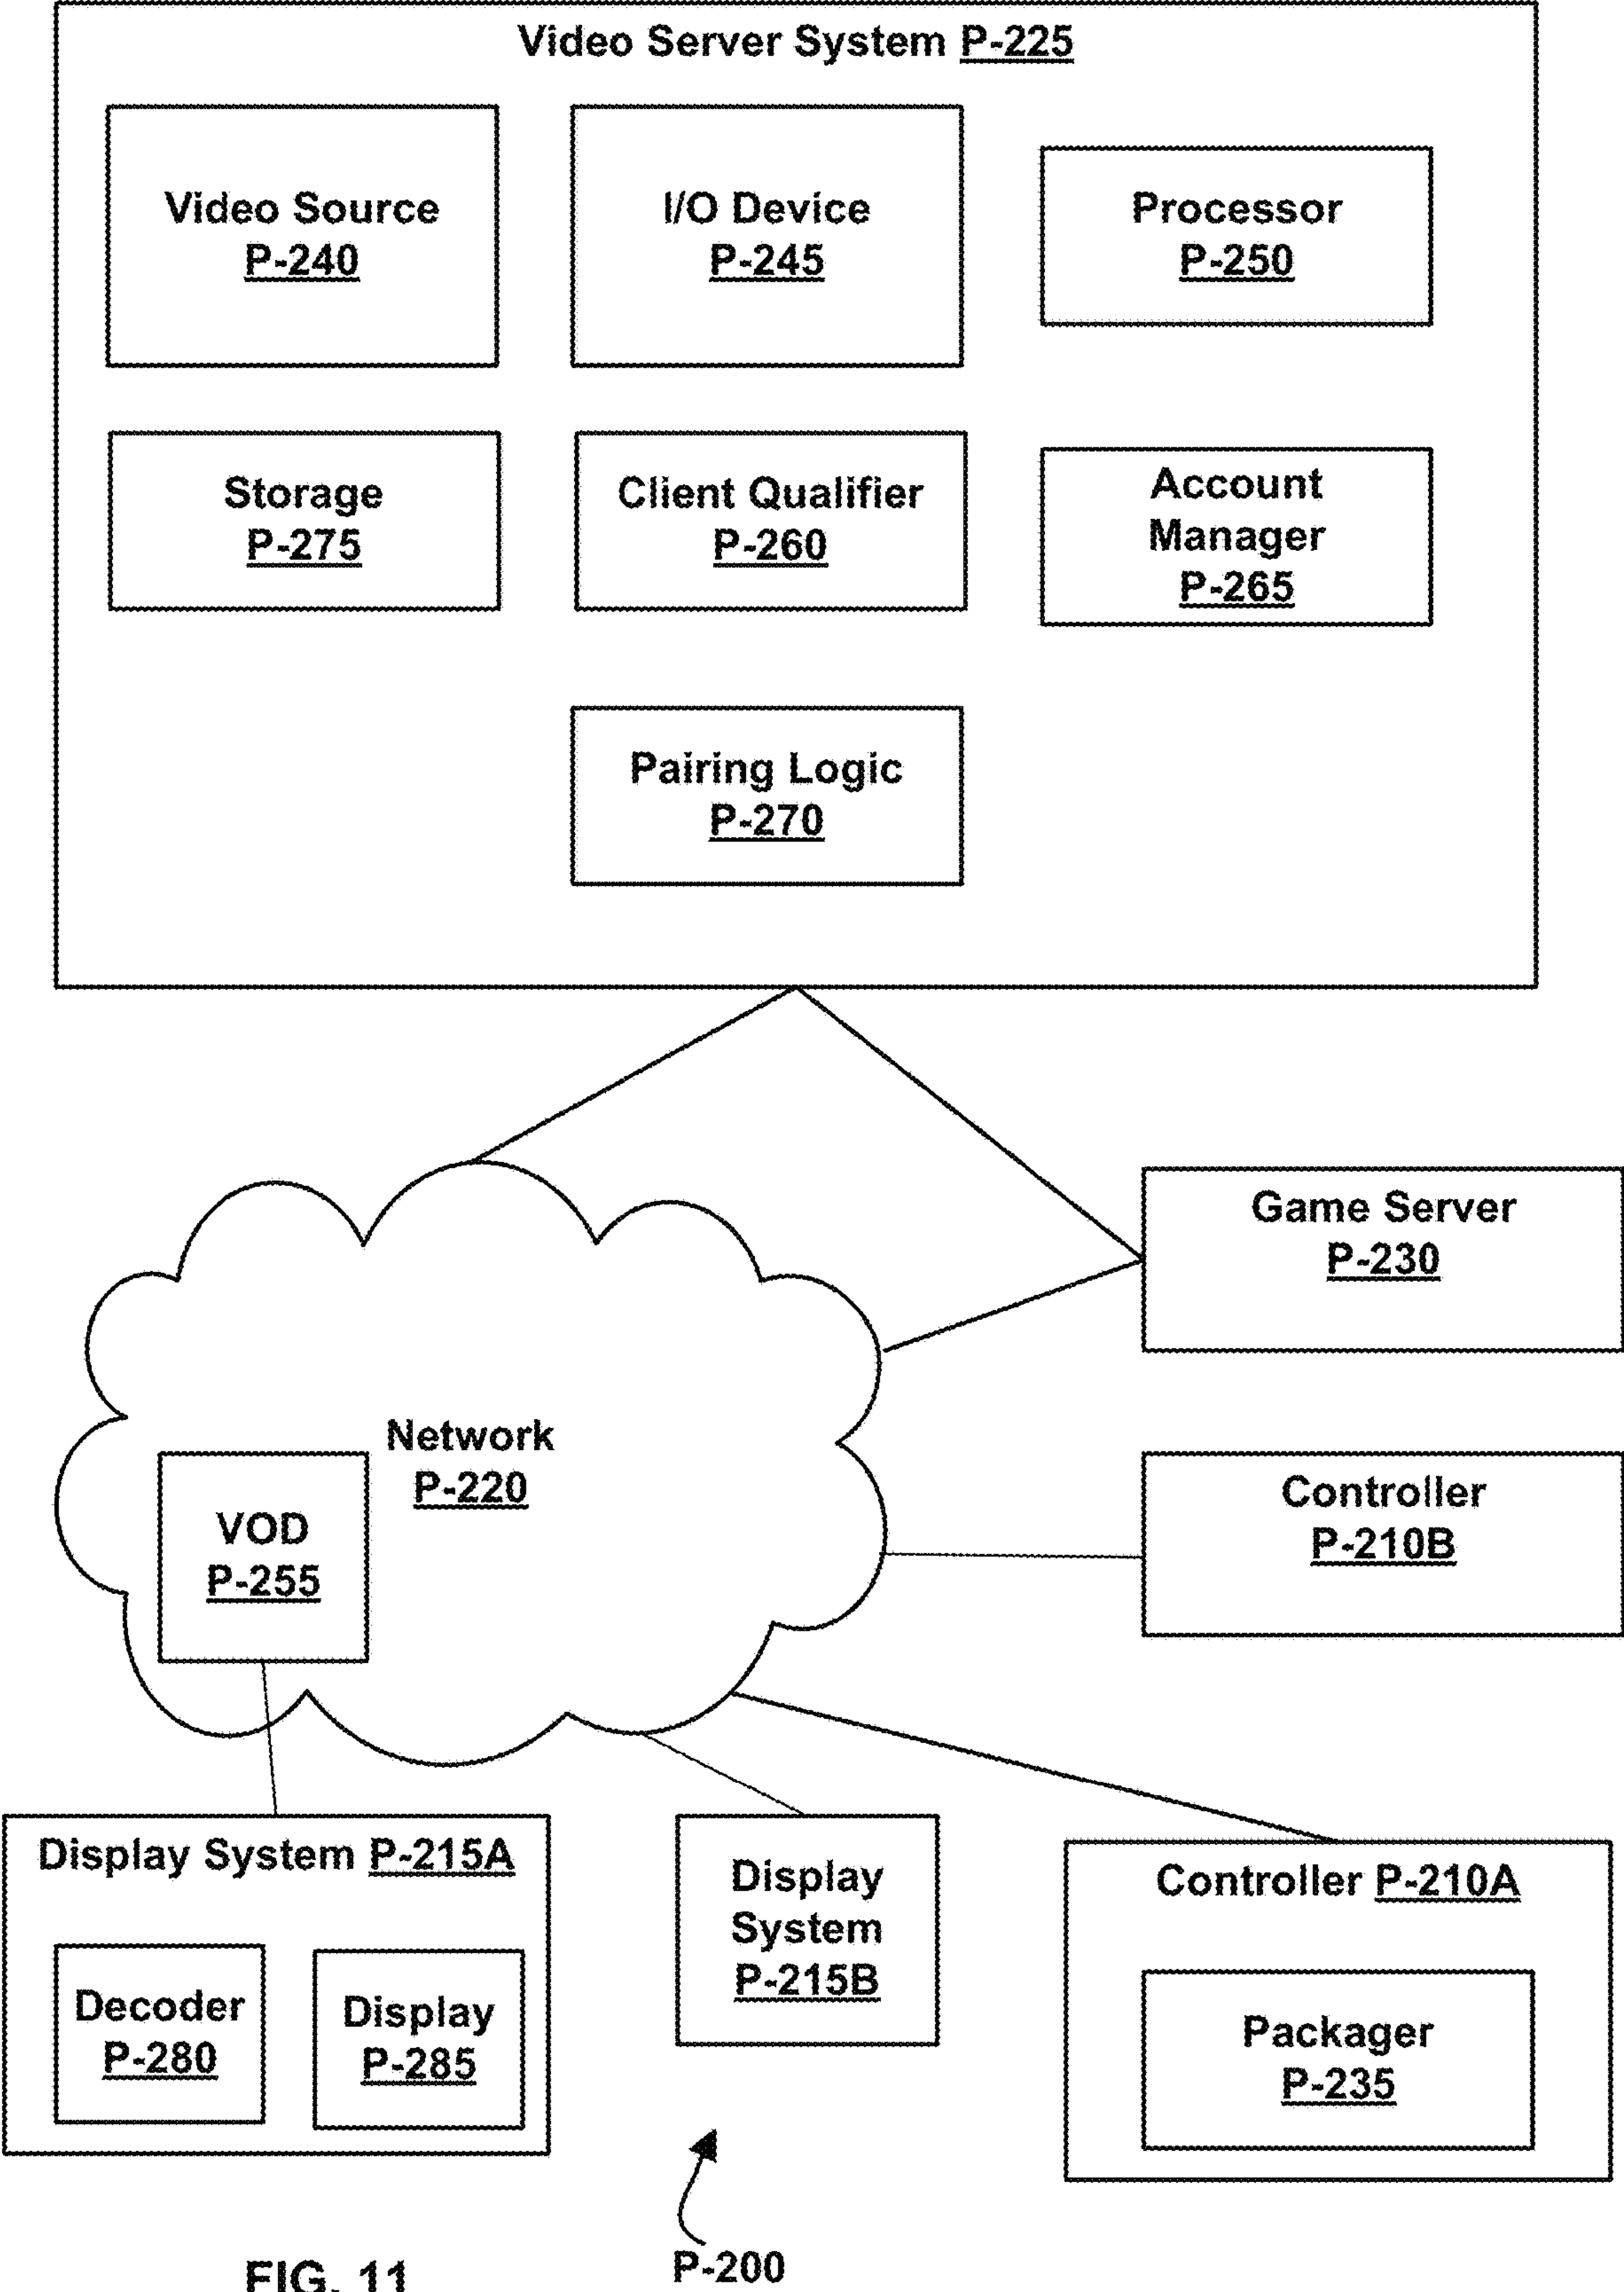 Video Server System P-225
Video Source
P-240
I/O Device
P-245
Processor
P-250
Storage
P-275
Client Qualifier
P-260
Account
Manager
P-265
Pairing Logic
P-270
Game Server
P-230
Network
P-220
VOD
P-255
Controller
P-210B
Display System P-215A
Decoder
P-280
Display
P-285
Display
System
P-215B
Controller P-210A
Packager
P-235
P-200
FIG. 11